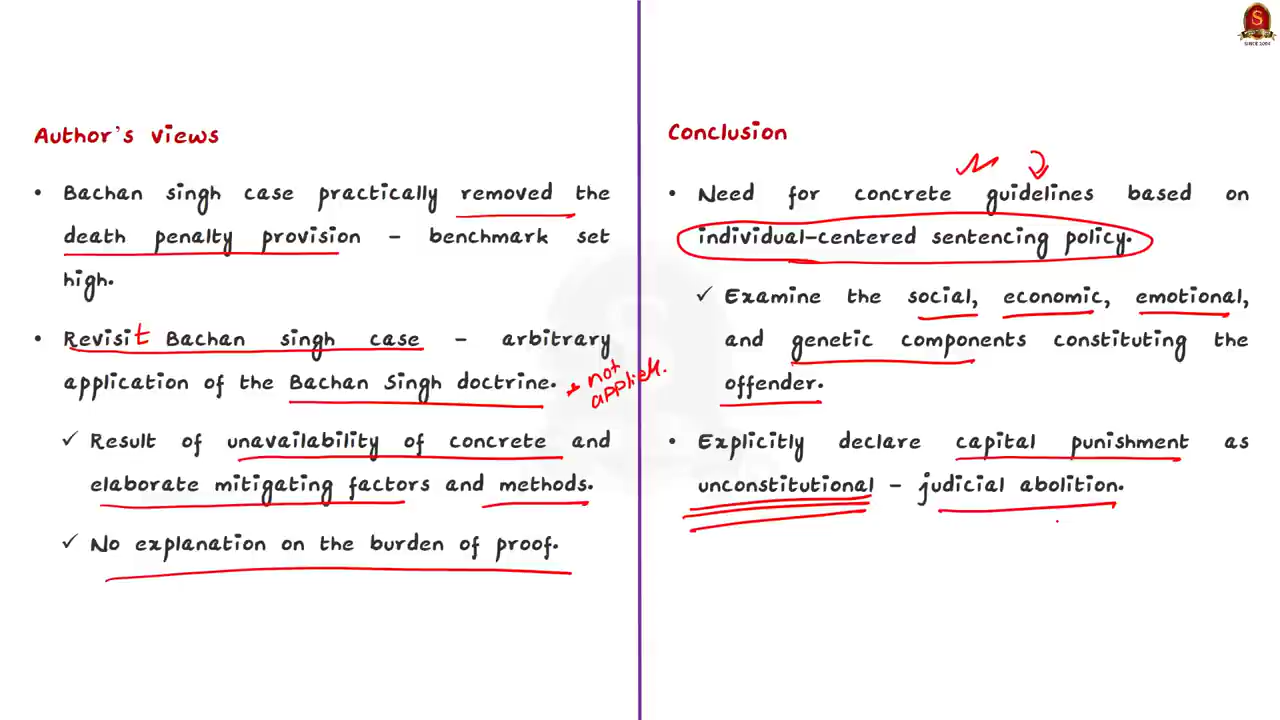 Author's views
• Bachan singh case practically removed the
death penalty provision – benchmark set
high.
• Revisit Bachan singh case – arbitrary
application of the Bachan Singh doctrine.
not
applied.
✓ Result of unavailability of concrete and
elaborate mitigating factors and methods.
✓ No explanation on the burden of proof.
Conclusion
• Need for concrete guidelines based on
individual-centered sentencing policy.
✓ Examine the social, economic, emotional,
and genetic components constituting the
offender.
• Explicitly declare capital punishment as
unconstitutional – judicial abolition.
S
SINCE 2004